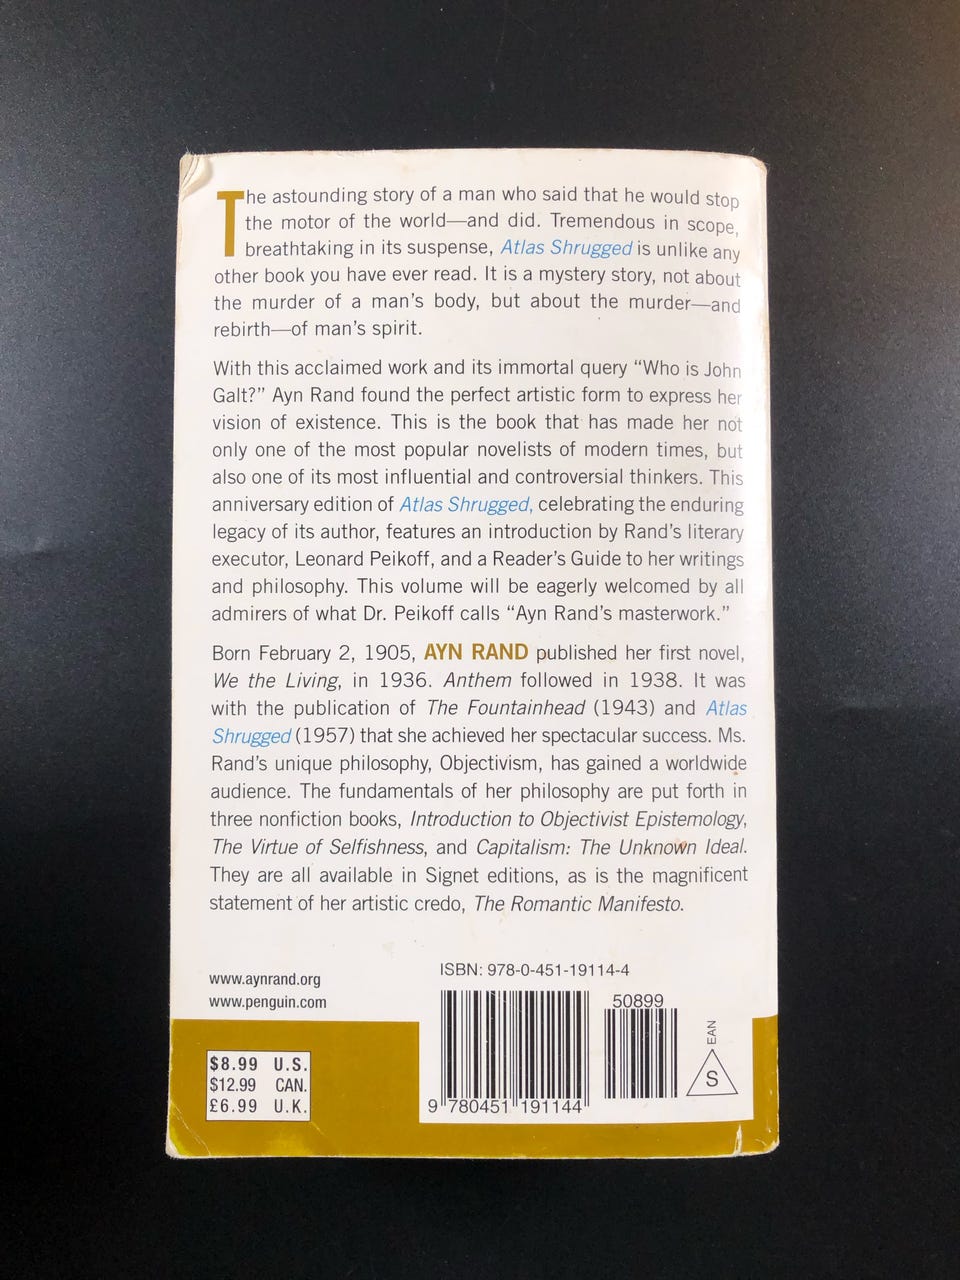 The astounding story of a man who said that he would stop
the motor of the world—and did. Tremendous in scope,
breathtaking in its suspense, Atlas Shrugged is unlike any
other book you have ever read. It is a mystery story, not about
the murder of a man's body, but about the murder—and
rebirth—of man's spirit.
With this acclaimed work and its immortal query “Who is John
Galt?” Ayn Rand found the perfect artistic form to express her
vision of existence. This is the book that has made her not
only one of the most popular novelists of modern times, but
also one of its most influential and controversial thinkers. This
anniversary edition of Atlas Shrugged, celebrating the enduring
legacy of its author, features an introduction by Rand's literary
executor, Leonard Peikoff, and a Reader's Guide to her writings
and philosophy. This volume will be eagerly welcomed by all
admirers of what Dr. Peikoff calls “Ayn Rand's masterwork.”
Born February 2, 1905, AYN RAND published her first novel,
We the Living, in 1936. Anthem followed in 1938. It was
with the publication of The Fountainhead (1943) and Atlas
Shrugged (1957) that she achieved her spectacular success. Ms.
Rand's unique philosophy, Objectivism, has gained a worldwide
audience. The fundamentals of her philosophy are put forth in
three nonfiction books, Introduction to Objectivist Epistemology,
The Virtue of Selfishness, and Capitalism: The Unknown Ideal.
They are all available in Signet editions, as is the magnificent
statement of her artistic credo, The Romantic Manifesto.
www.aynrand.org
www.penguin.com
$8.99 U.S.
$12.99 CAN.
£6.99 U.K.
ISBN: 978-0-451-19114-4
50899
9 780451 191144
EAN
S